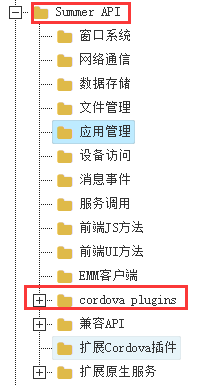 Summer API
窗口系统
网络通信
数据存储
文件管理
应用管理
设备访问
消息事件
服务调用
前端JS方法
前端UI方法
EMM客户端
cordova plugins
兼容API
扩展Cordova插件
扩展原生服务